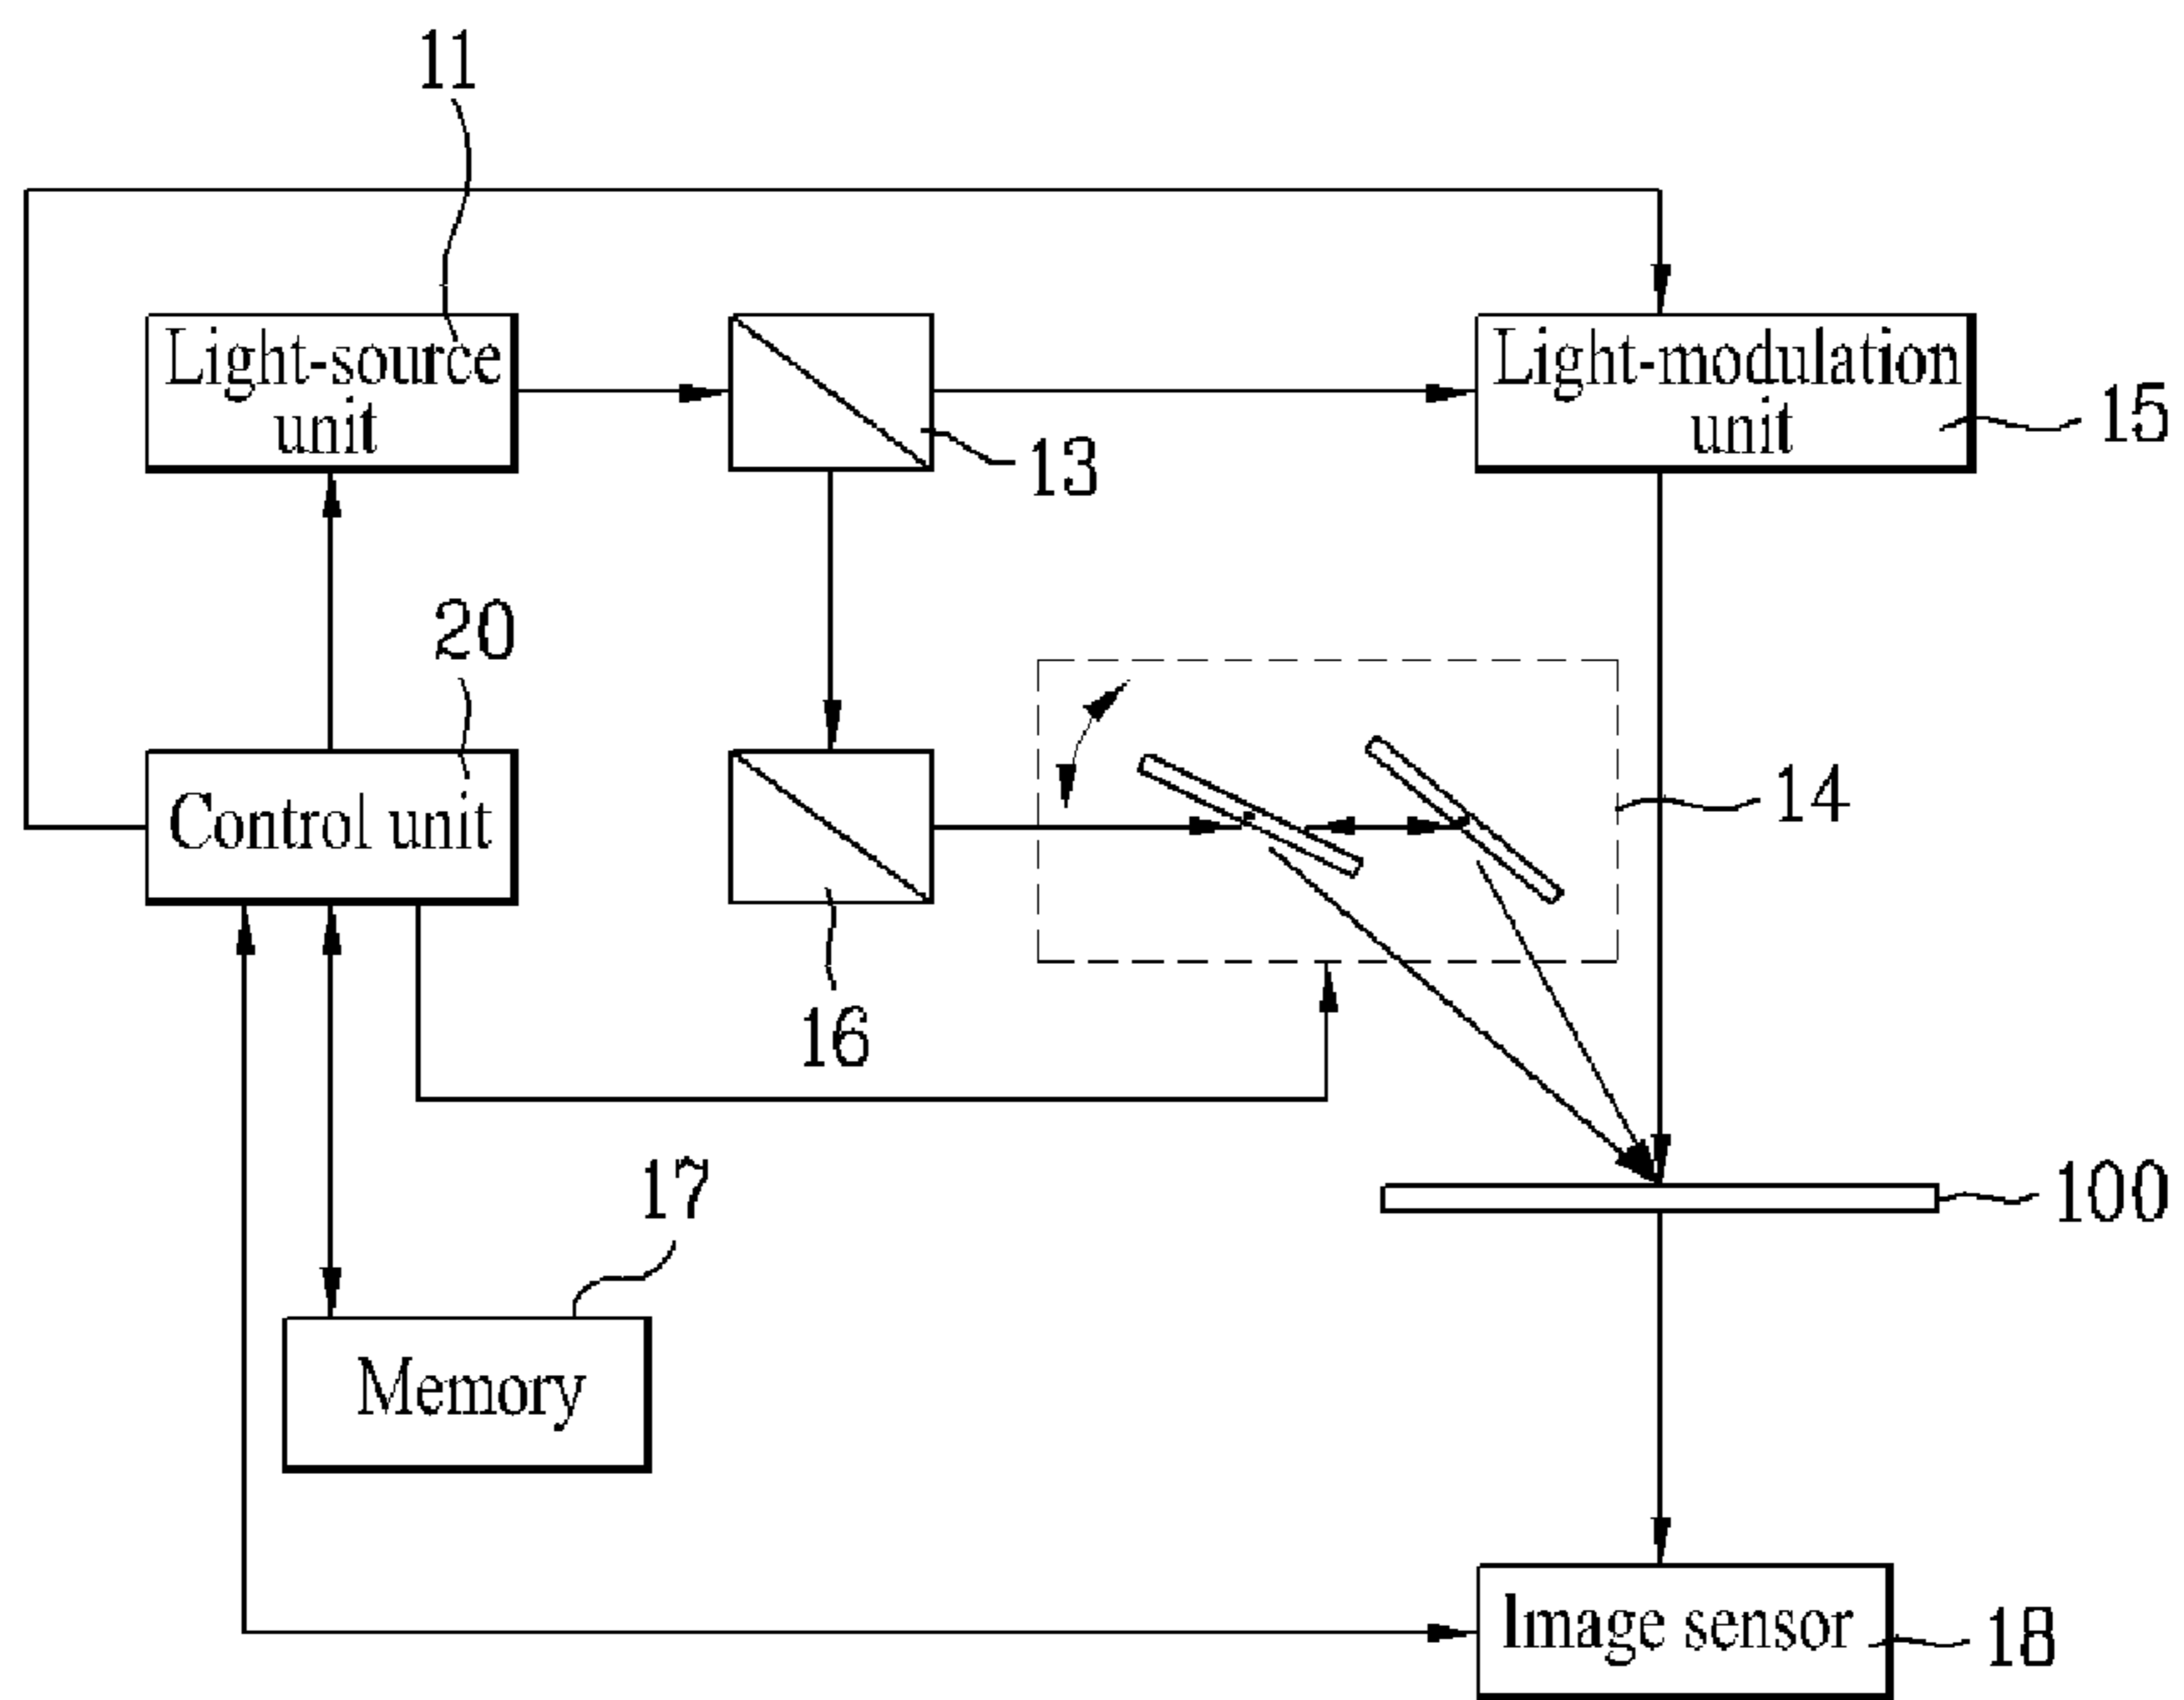 11
Light-source
unit
13
Light-modulation
unit
15
20
Control unit
14
16
17
100
Memory
Image sensor
18